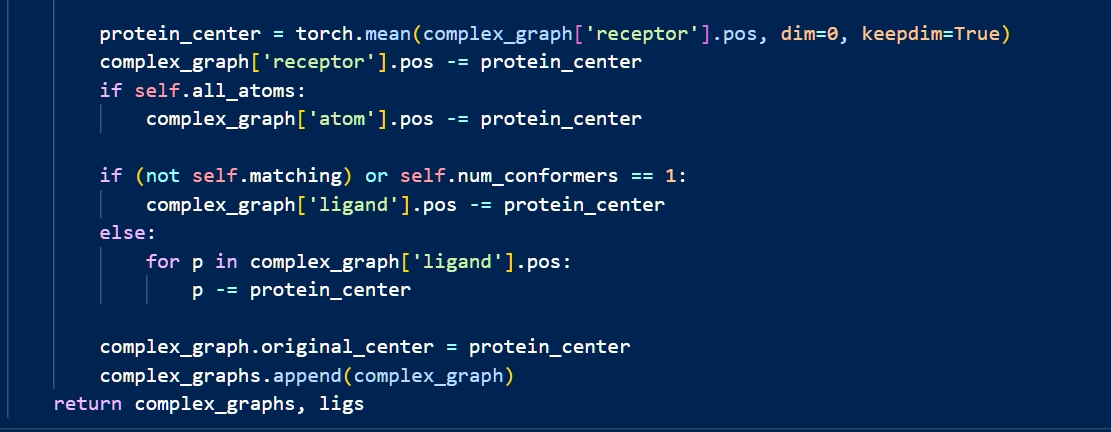 protein_center = torch.mean(complex_graph['receptor'].pos, dim=0, keepdim=True)
complex_graph['receptor'].pos -= protein_center
if self.all_atoms:
complex_graph['atom'].pos -= protein_center
if (not self.matching) or self.num_conformers == 1:
complex_graph['ligand'].pos -= protein_center
else:
for p in complex_graph['ligand'].pos:
p -= protein_center
complex_graph.original_center = protein_center
complex_graphs.append(complex_graph)
return complex_graphs, ligs